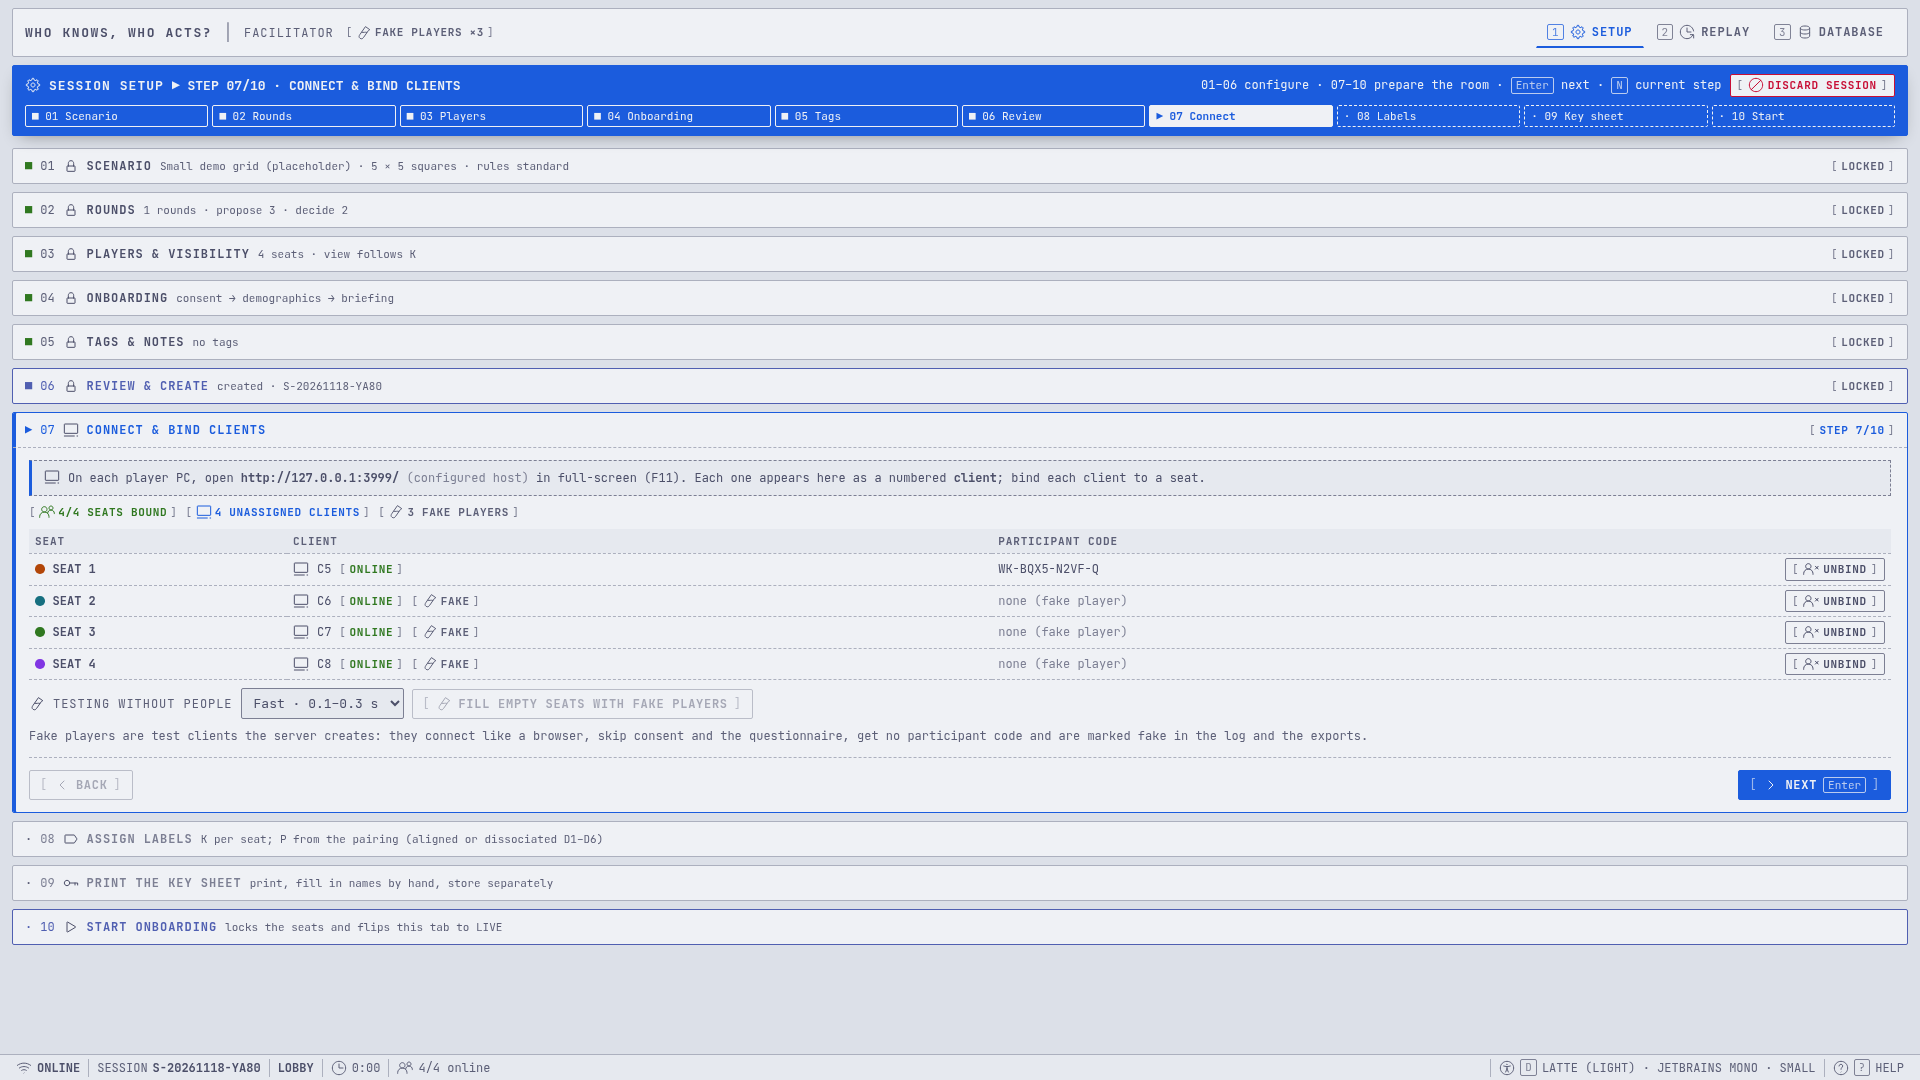 WHO KNOWS, WHO ACTS? FACILITATOR [ FAKE PLAYERS ×3 ] 1 SETUP 2 REPLAY 3 DATABASE
SESSION SETUP ▶ STEP 07/10 · CONNECT & BIND CLIENTS 01–06 configure · 07–10 prepare the room · Enter next · N current step [ DISCARD SESSION ]
■ 01 Scenario ■ 02 Rounds ■ 03 Players ■ 04 Onboarding ■ 05 Tags ■ 06 Review ▶ 07 Connect · 08 Labels · 09 Key sheet · 10 Start
■ 01 SCENARIO Small demo grid (placeholder) · 5 × 5 squares · rules standard [ LOCKED ]
■ 02 ROUNDS 1 rounds · propose 3 · decide 2 [ LOCKED ]
■ 03 PLAYERS & VISIBILITY 4 seats · view follows K [ LOCKED ]
■ 04 ONBOARDING consent → demographics → briefing [ LOCKED ]
■ 05 TAGS & NOTES no tags [ LOCKED ]
■ 06 REVIEW & CREATE created · S-20261118-YA80 [ LOCKED ]
▶ 07 CONNECT & BIND CLIENTS [ STEP 7/10 ]
On each player PC, open http://127.0.0.1:3999/ (configured host) in full-screen (F11). Each one appears here as a numbered client; bind each client to a seat.
[ 4/4 SEATS BOUND ] [ 4 UNASSIGNED CLIENTS ] [ 3 FAKE PLAYERS ]
SEAT CLIENT PARTICIPANT CODE
SEAT 1 C5 [ ONLINE ] WK-BQX5-N2VF-Q [ UNBIND ]
SEAT 2 C6 [ ONLINE ] [ FAKE ] none (fake player) [ UNBIND ]
SEAT 3 C7 [ ONLINE ] [ FAKE ] none (fake player) [ UNBIND ]
SEAT 4 C8 [ ONLINE ] [ FAKE ] none (fake player) [ UNBIND ]
TESTING WITHOUT PEOPLE Fast · 0.1–0.3 s [ FILL EMPTY SEATS WITH FAKE PLAYERS ]
Fake players are test clients the server creates: they connect like a browser, skip consent and the questionnaire, get no participant code and are marked fake in the log and the exports.
[ BACK ] [ NEXT Enter ]
· 08 ASSIGN LABELS K per seat; P from the pairing (aligned or dissociated D1–D6)
· 09 PRINT THE KEY SHEET print, fill in names by hand, store separately
· 10 START ONBOARDING locks the seats and flips this tab to LIVE
ONLINE SESSION S-20261118-YA80 LOBBY 0:00 4/4 online D LATTE (LIGHT) · JETBRAINS MONO · SMALL ? HELP